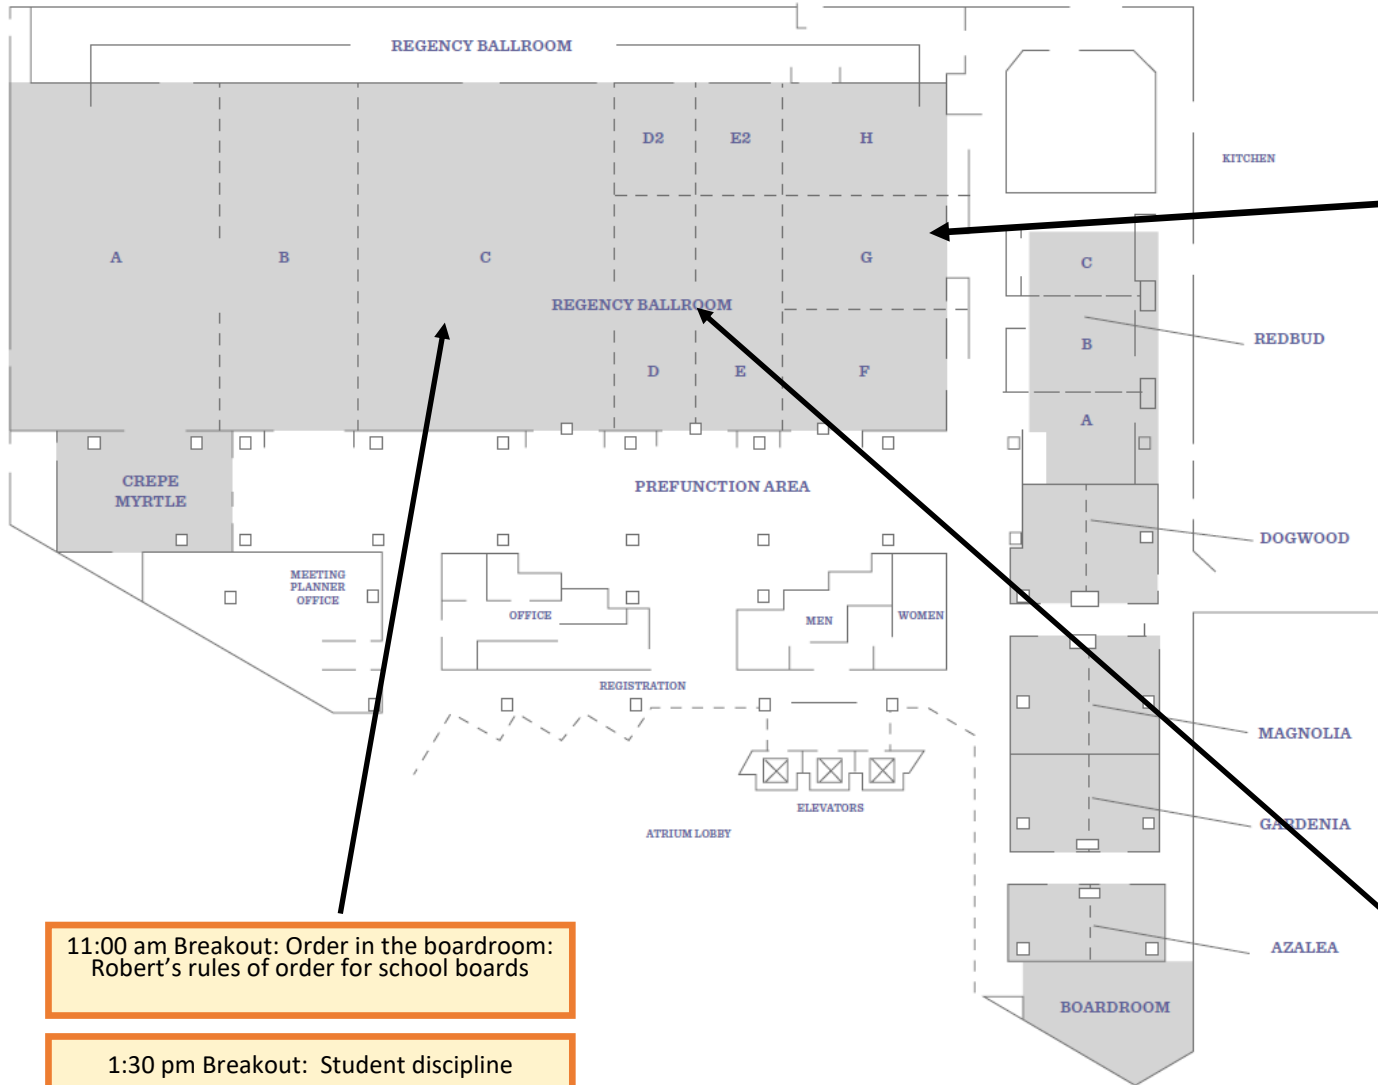 REGENCY BALLROOM
D2
E2
H
KITCHEN
A
B
C
G
C
REGENCY BALLROOM
REDBUD
B
D
E
F
A
CREPE
MYRTLE
PREFUNCTION AREA
DOGWOOD
MEETING
PLANNER
OFFICE
OFFICE
MEN
WOMEN
REGISTRATION
MAGNOLIA
ELEVATORS
GARDENIA
ATRIUM LOBBY
AZALEA
BOARDROOM
11:00 am Breakout: Order in the boardroom:
Robert’s rules of order for school boards
1:30 pm Breakout: Student discipline